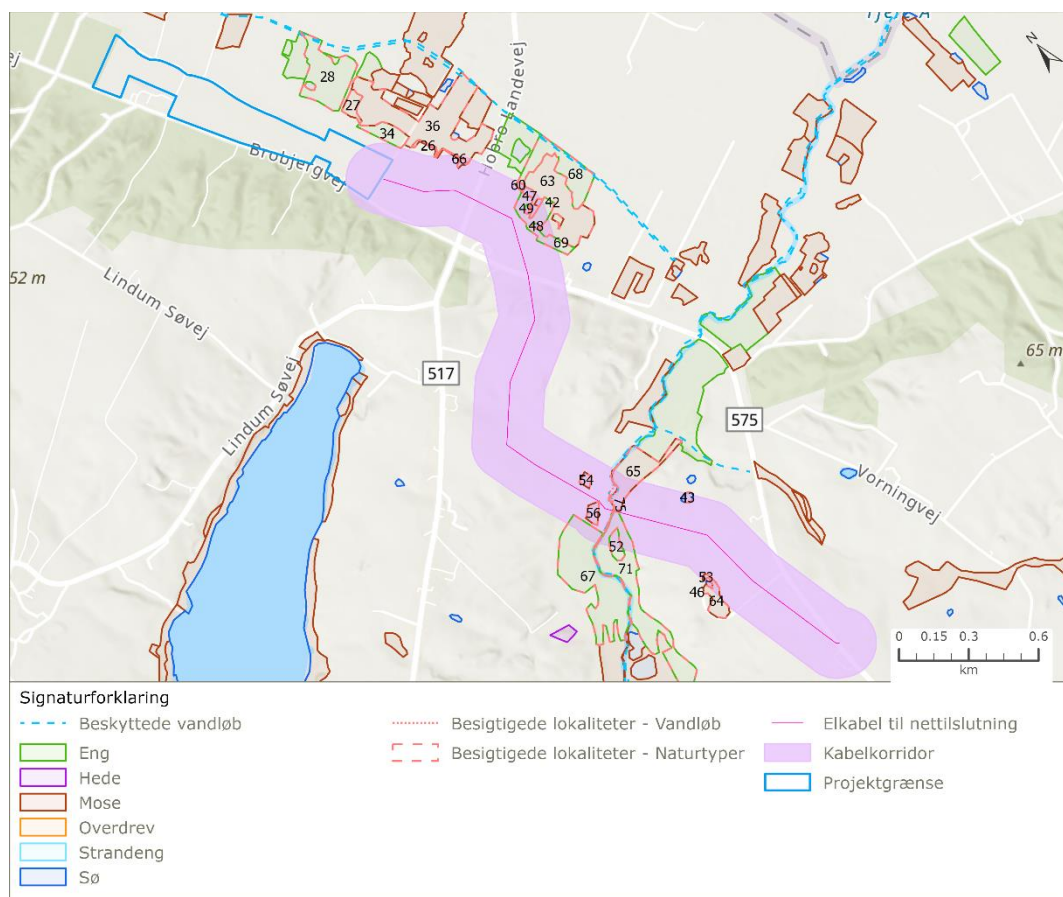 Tjele Å
N
28
27
34
36
26
66
Hobro Landevej
Brobjergvej
60
63
68
47
42
49
48
69
52 m
Lindum Søvej
65 m
517
Lindum Søvej
575
65
54
43
Vorningvej
75
56
52
71
67
53
46
64
0 0.15 0.3 0.6
km
Signaturforklaring
Beskyttede vandløb
Eng
Hede
Mose
Overdrev
Strandeng
Sø
Besigtigede lokaliteter - Vandløb
Besigtigede lokaliteter - Naturtyper
Elkabel til nettilslutning
Kabelkorridor
Projektgrænse